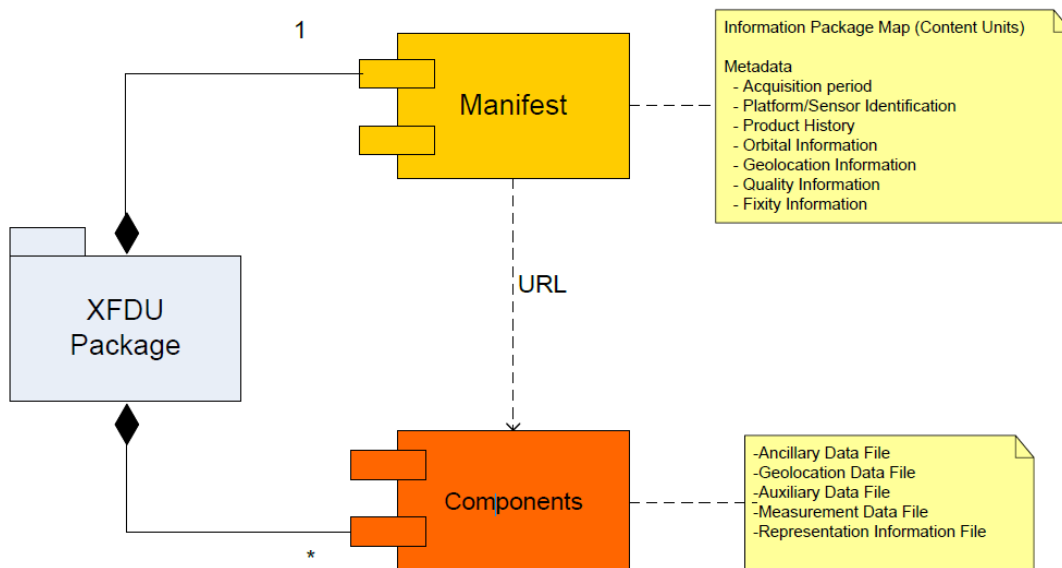 1
Manifest
Information Package Map (Content Units)
Metadata
- Acquisition period
- Platform/Sensor Identification
- Product History
- Orbital Information
- Geolocation Information
- Quality Information
- Fixity Information
URL
XFDU
Package
Components
-Ancillary Data File
-Geolocation Data File
-Auxiliary Data File
-Measurement Data File
-Representation Information File
*